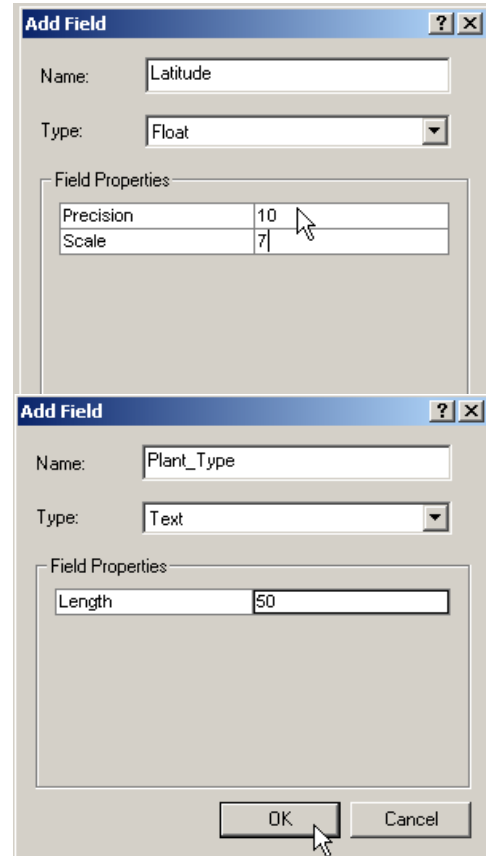 Add Field
Name: Latitude
Type: Float
Field Properties
Precision 10
Scale 7
Add Field
Name: Plant_Type
Type: Text
Field Properties
Length 50
OK Cancel